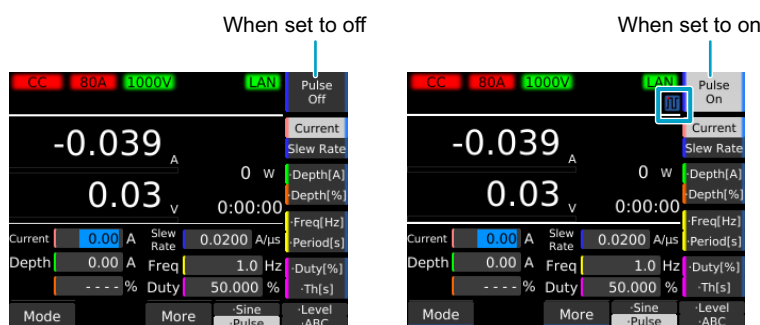 When set to off
When set to on
CC 80A 1000V LAN Pulse Off
Current
-0.039 A
Slew Rate
0 W ·Depth[A]
0.03 V ·Depth[%]
0:00:00
·Freq[Hz]
Current 0.00 A Slew Rate 0.0200 A/μs ·Period[s]
Depth 0.00 A Freq 1.0 Hz ·Duty[%]
----% Duty 50.000 % ·Th[s]
Mode More ·Sine ·Pulse ·Level ·ABC
CC 80A 1000V LAN Pulse On
Current
-0.039 A
Slew Rate
0 W ·Depth[A]
0.03 V ·Depth[%]
0:00:00
·Freq[Hz]
Current 0.00 A Slew Rate 0.0200 A/μs ·Period[s]
Depth 0.00 A Freq 1.0 Hz ·Duty[%]
----% Duty 50.000 % ·Th[s]
Mode More ·Sine ·Pulse ·Level ·ABC